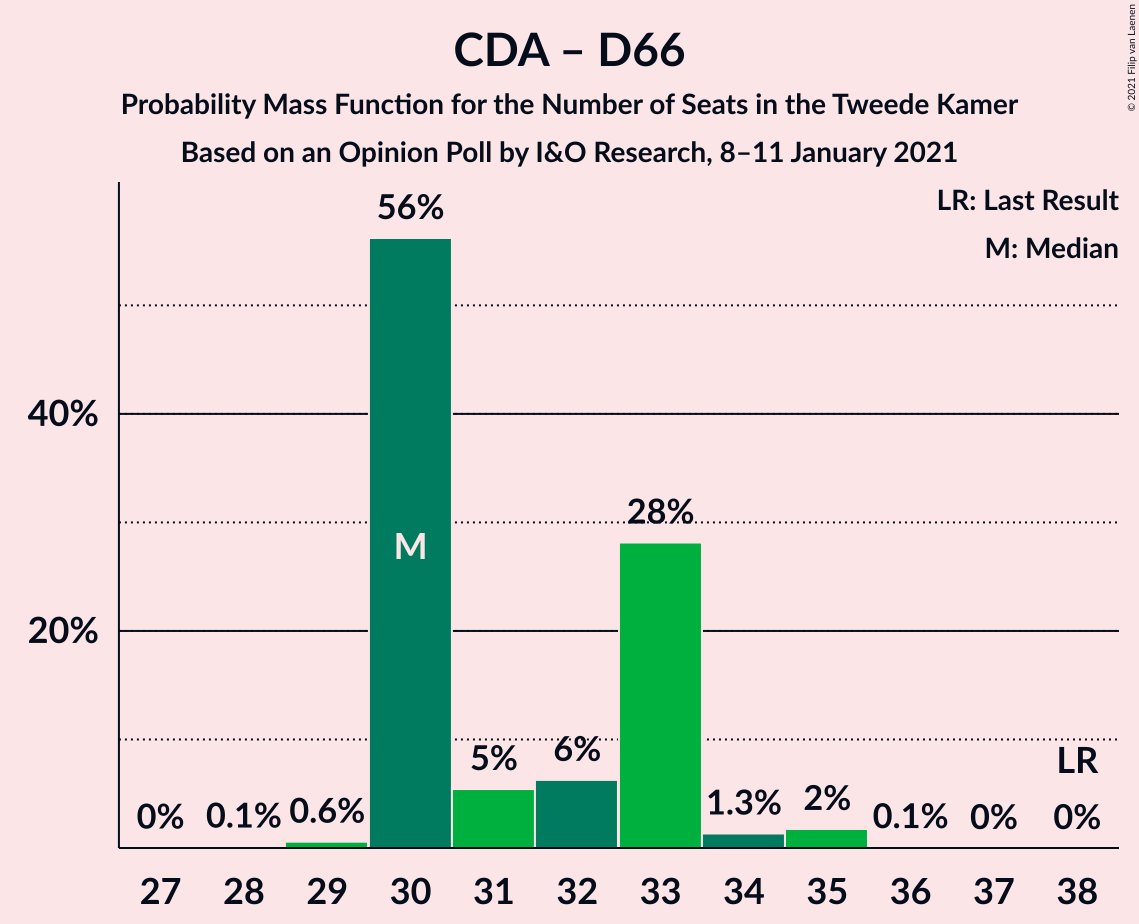 CDA – D66
Probability Mass Function for the Number of Seats in the Tweede Kamer
Based on an Opinion Poll by I&O Research, 8–11 January 2021
© 2021 Filip van Laenen
LR: Last Result
M: Median
56%
40%
28%
M
20%
5%
6%
LR
0%
0.1%
0.6%
1.3%
2%
0.1%
0%
0%
27 28 29 30 31 32 33 34 35 36 37 38